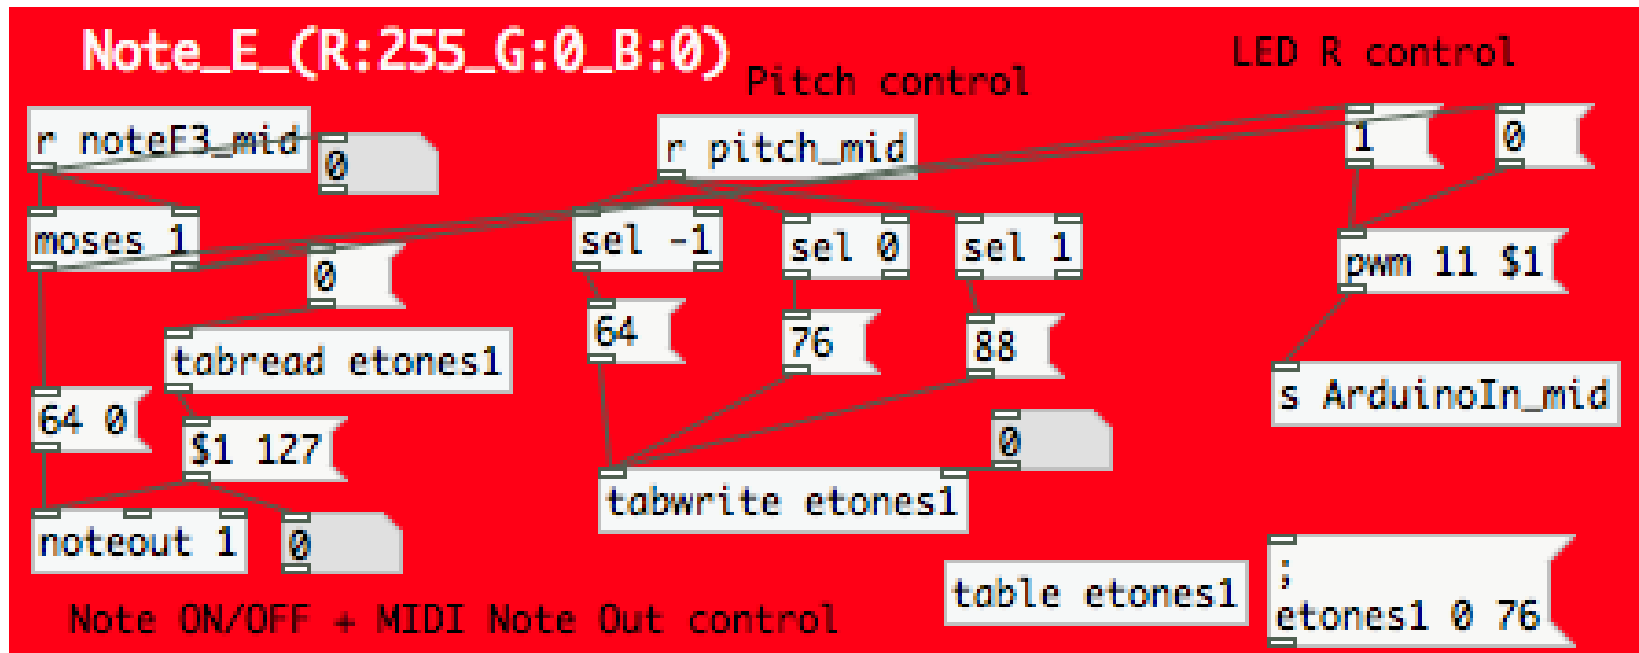 Note_E_(R:255_G:0_B:0)
Pitch control
LED R control
r noteE3_mid
0
r pitch_mid
1
0
moses 1
0
sel -1
sel 0
sel 1
pwm 11 $1
64
76
88
tabread etones1
s ArduinoIn_mid
64 0
$1 127
0
tabwrite etones1
noteout 1
0
table etones1
;
etones1 0 76
Note ON/OFF + MIDI Note Out control